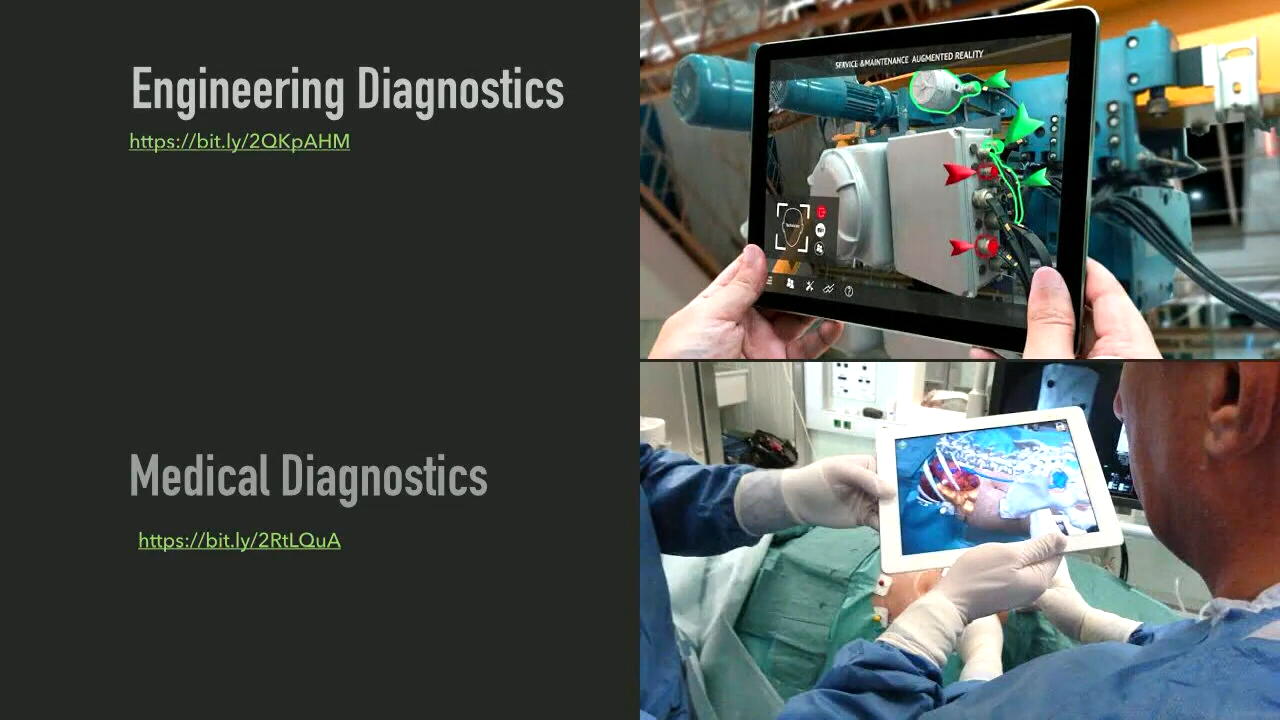 Engineering Diagnostics
https://bit.ly/2QKpAHM
SERVICE &MAINTENANCE AUGMENTED REALITY
Medical Diagnostics
https://bit.ly/2RtLQuA